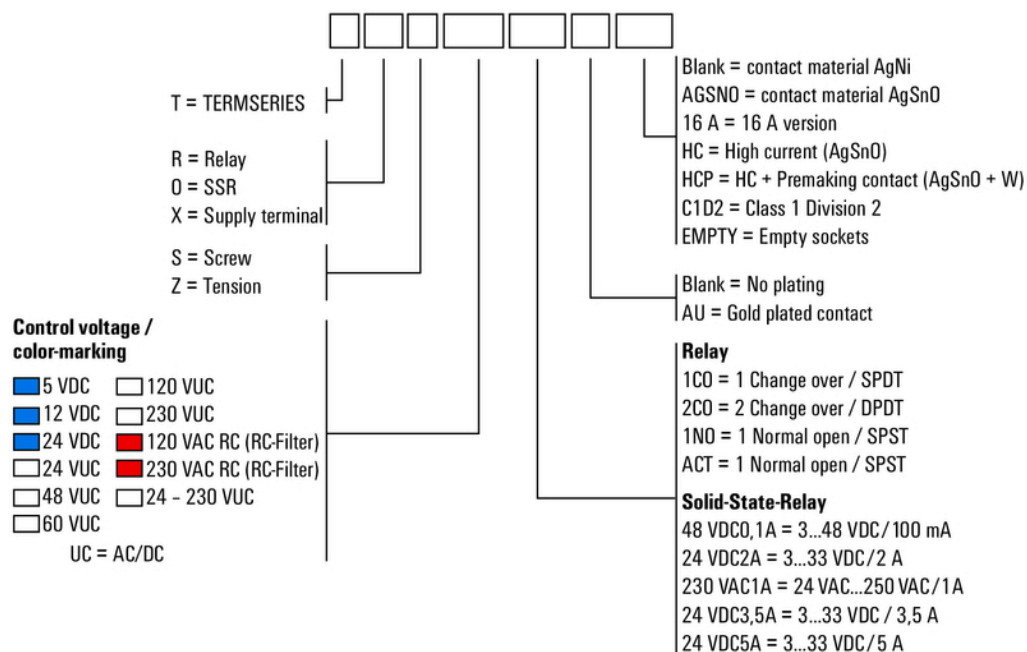 T = TERMSERIES
R = Relay
O = SSR
X = Supply terminal
S = Screw
Z = Tension
Control voltage /
color-marking
5 VDC
12 VDC
24 VDC
24 VUC
48 VUC
60 VUC
120 VUC
230 VUC
120 VAC RC (RC-Filter)
230 VAC RC (RC-Filter)
24 – 230 VUC
UC = AC/DC
Blank = contact material AgNi
AGSNO = contact material AgSnO
16 A = 16 A version
HC = High current (AgSnO)
HCP = HC + Premaking contact (AgSnO + W)
C1D2 = Class 1 Division 2
EMPTY = Empty sockets
Blank = No plating
AU = Gold plated contact
Relay
1CO = 1 Change over / SPDT
2CO = 2 Change over / DPDT
1NO = 1 Normal open / SPST
ACT = 1 Normal open / SPST
Solid-State-Relay
48 VDC0,1A = 3...48 VDC/100 mA
24 VDC2A = 3...33 VDC/2 A
230 VAC1A = 24 VAC...250 VAC/1A
24 VDC3,5A = 3...33 VDC / 3,5 A
24 VDC5A = 3...33 VDC/5 A